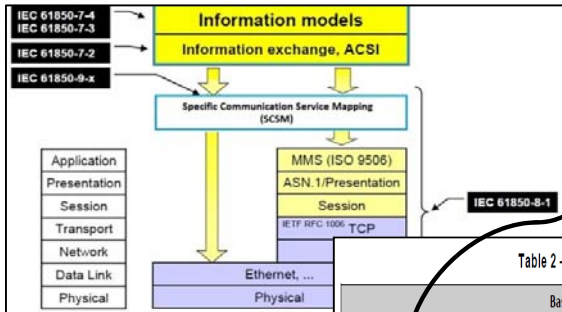 IEC 61850-7-4
IEC 61850-7-3
IEC 61850-7-2
IEC 61850-9-x
Information models
Information exchange, ACSI
Specific Communication Service Mapping
(SCSM)
Application
Presentation
Session
Transport
Network
Data Link
Physical
MMS (ISO 9506)
ASN.1/Presentation
Session
IETF RFC 1006 TCP
Ethernet, ...
Physical
IEC 61850-8-1
Table 2 -
Bas